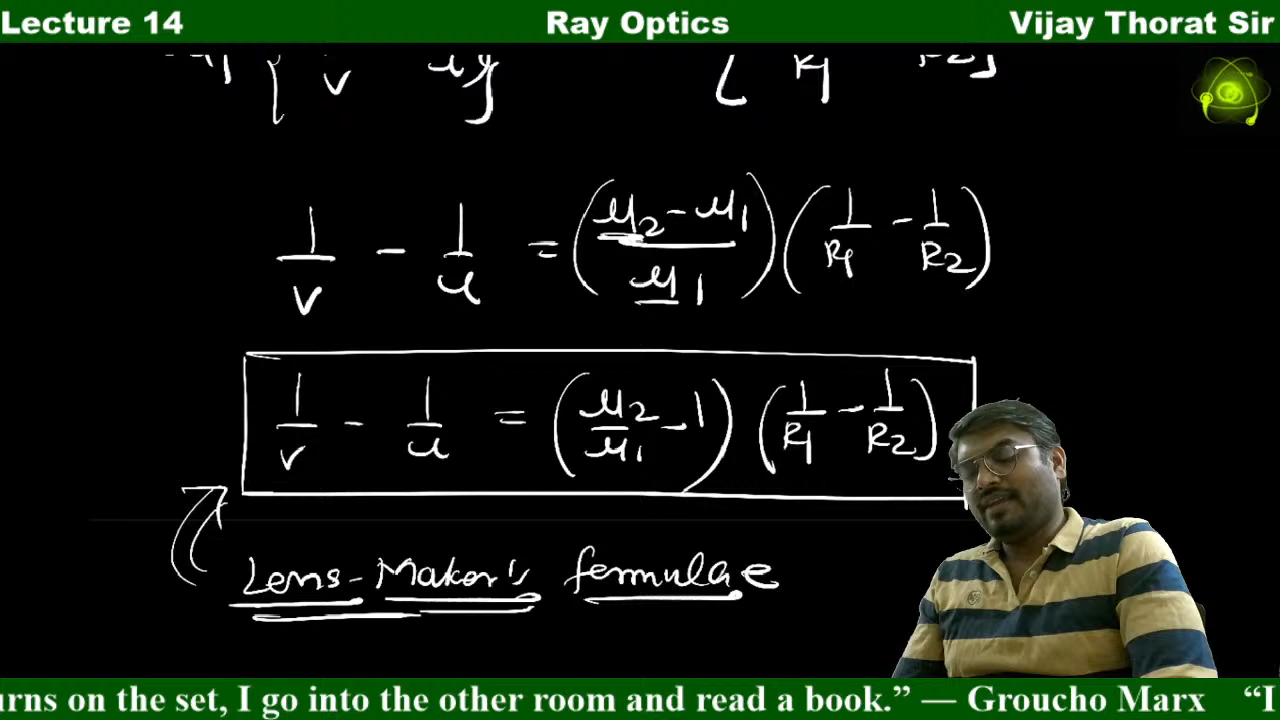 Lecture 14 Ray Optics Vijay Thorat Sir
1/v - 1/u = ((μ2 - μ1)/μ1) (1/R1 - 1/R2)
1/v - 1/u = (μ2/μ1 - 1) (1/R1 - 1/R2)
Lens-Maker's formulae
urns on the set, I go into the other room and read a book.” — Groucho Marx “I